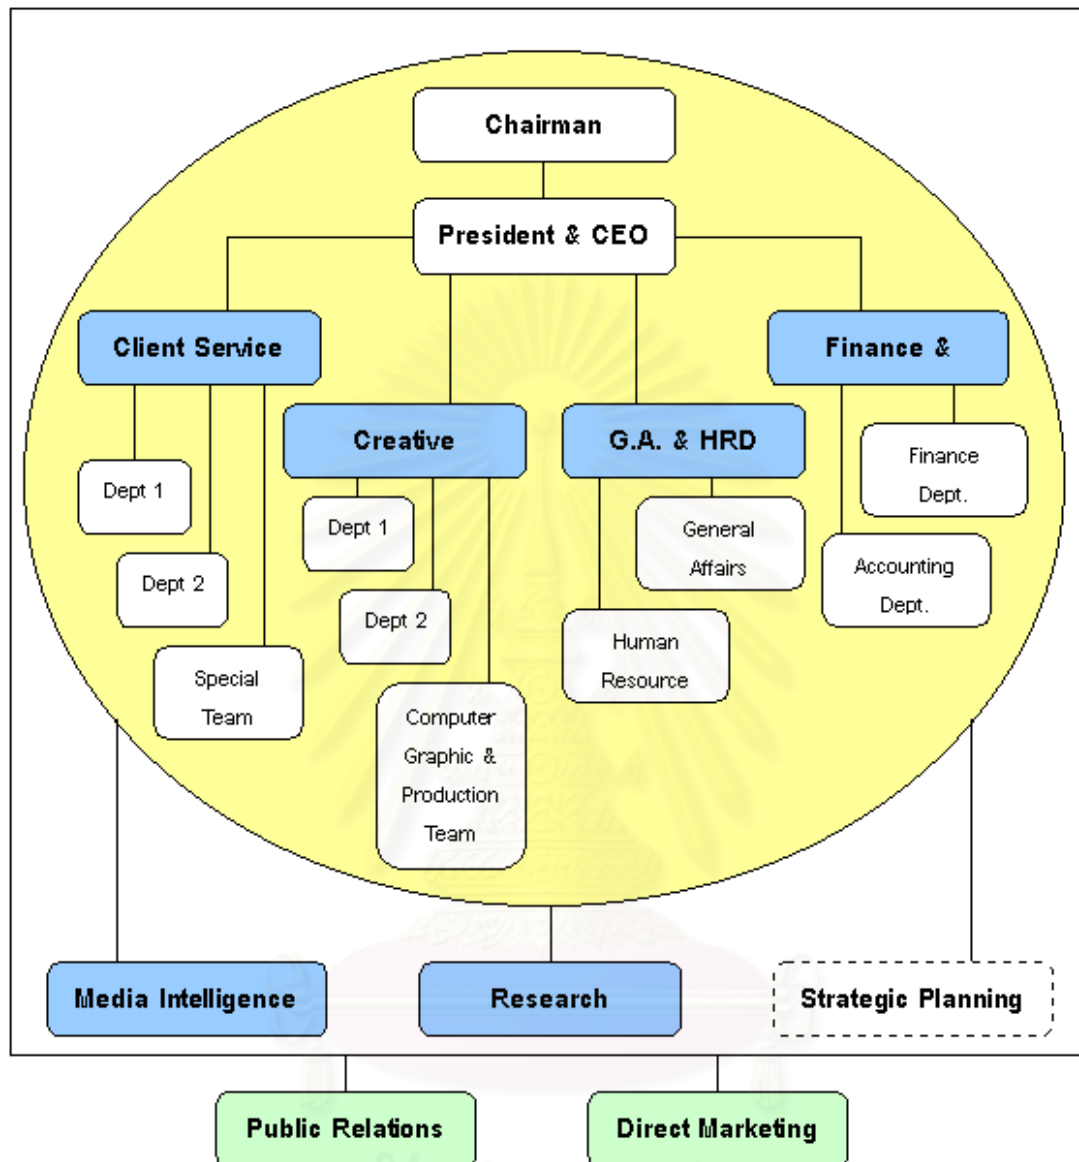 Chairman
President & CEO
Client Service
Finance &
Creative
G.A. & HRD
Dept 1
Dept 2
Special
Team
Dept 1
Dept 2
Computer
Graphic &
Production
Team
General
Affairs
Human
Resource
Finance
Dept.
Accounting
Dept.
Media Intelligence
Research
Strategic Planning
Public Relations
Direct Marketing